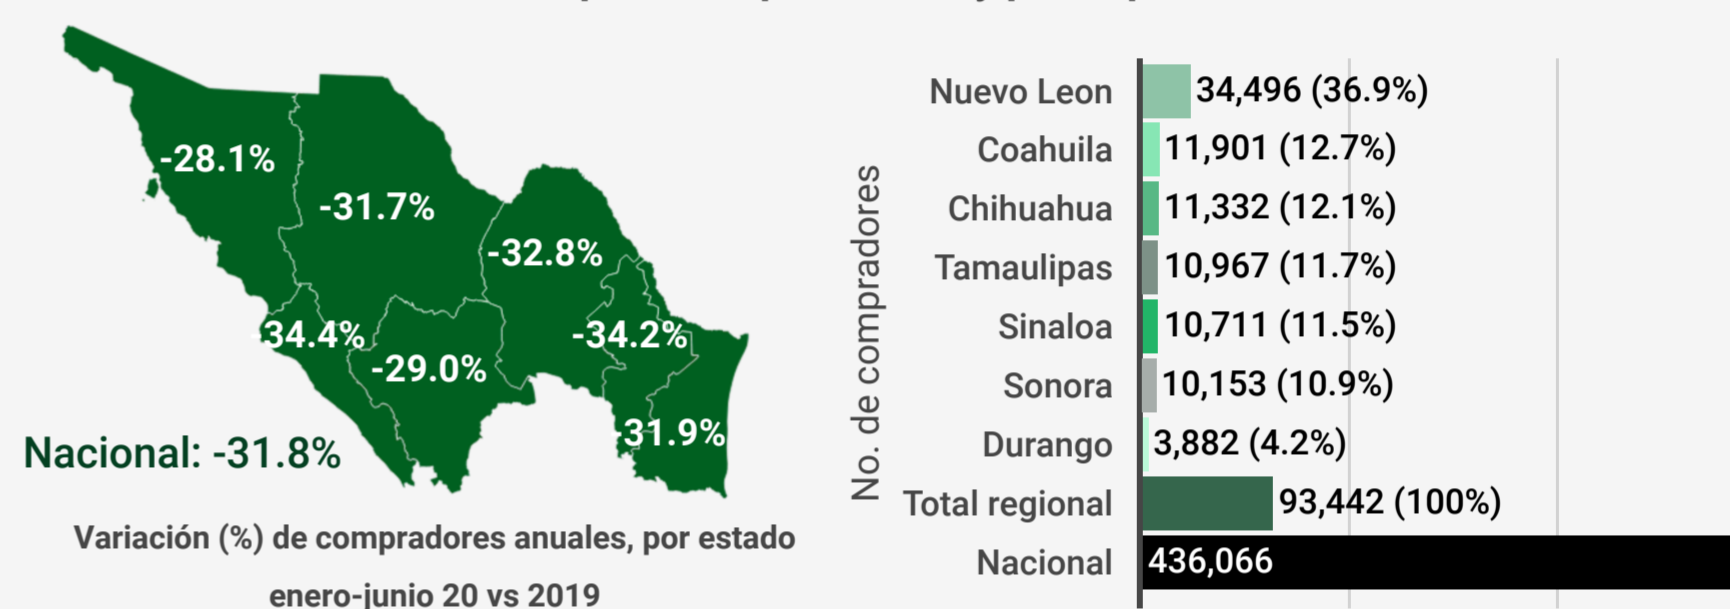 -28.1%
-31.7%
-32.8%
-34.4%
-34.2%
-29.0%
-31.9%
Nacional: -31.8%
Variación (%) de compradores anuales, por estado
enero-junio 20 vs 2019
No. de compradores
Nuevo Leon 34,496 (36.9%)
Coahuila 11,901 (12.7%)
Chihuahua 11,332 (12.1%)
Tamaulipas 10,967 (11.7%)
Sinaloa 10,711 (11.5%)
Sonora 10,153 (10.9%)
Durango 3,882 (4.2%)
Total regional 93,442 (100%)
Nacional 436,066